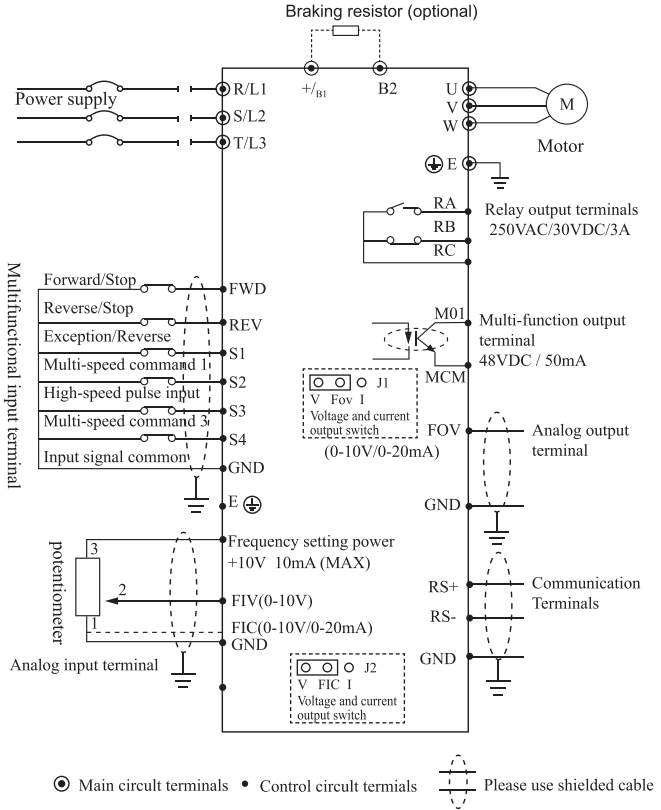 Braking resistor (optional)
+/B1
B2
Power supply
R/L1
S/L2
T/L3
U
V
W
M
Motor
E
RA
RB
RC
Relay output terminals
250VAC/30VDC/3A
Multifunctional input terminal
Forward/Stop
FWD
Reverse/Stop
REV
Exception/Reverse
S1
Multi-speed command 1
S2
High-speed pulse input
S3
Multi-speed command 3
S4
Input signal common
GND
E
M01
MCM
Multi-function output
terminal
48VDC / 50mA
J1
V Fov I
Voltage and current
output switch
(0-10V/0-20mA)
FOV
GND
Analog output
terminal
potentiometer
3
2
1
Frequency setting power
+10V 10mA (MAX)
FIV(0-10V)
FIC(0-10V/0-20mA)
GND
Analog input terminal
RS+
RS-
GND
Communication
Terminals
J2
V FIC I
Voltage and current
output switch
Main circult terminals
Control circult termials
Please use shielded cable